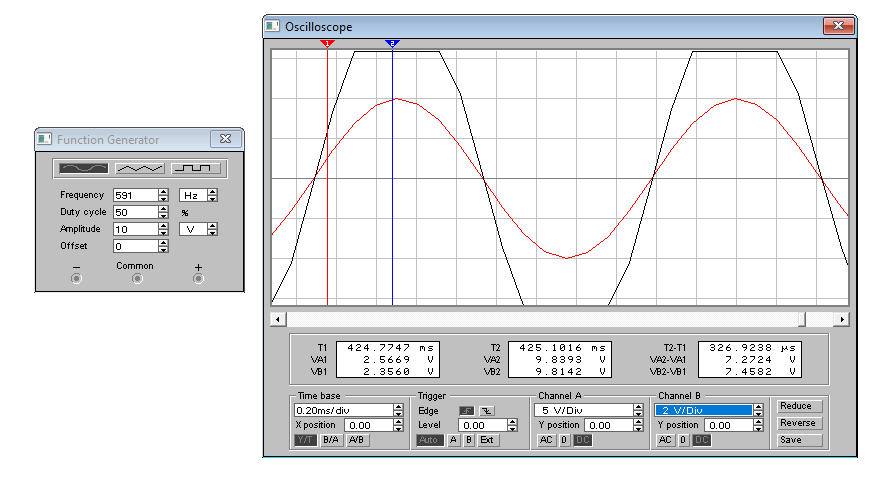 Oscilloscope
1 2
Function Generator
Frequency 591 Hz
Duty cycle 50 %
Amplitude 10 V
Offset 0
− Common +
T1 424.7747 ms T2 425.1016 ms T2-T1 326.9238 µs
VA1 2.5669 V VA2 9.8393 V VA2-VA1 7.2724 V
VB1 2.3560 V VB2 9.8142 V VB2-VB1 7.4582 V
Time base Trigger Channel A Channel B
0.20ms/div Edge 5 V/Div 2 V/Div Reduce
X position 0.00 Level 0.00 Y position 0.00 Y position 0.00 Reverse
Y/T B/A A/B Auto A B Ext AC 0 DC AC 0 DC Save